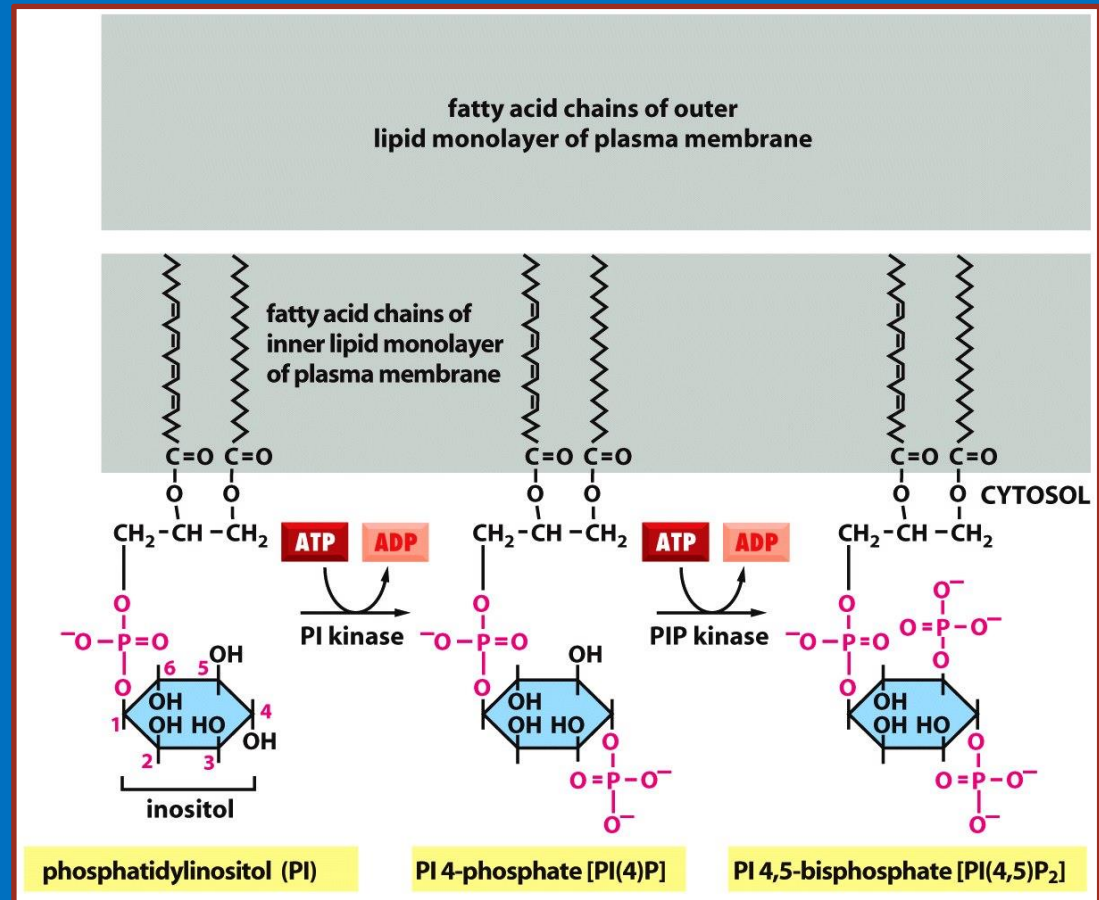 fatty acid chains of outer
lipid monolayer of plasma membrane
fatty acid chains of
inner lipid monolayer
of plasma membrane
C=O C=O
C=O C=O
C=O C=O
O O
O O
O O CYTOSOL
CH₂-CH-CH₂
ATP ADP
CH₂-CH-CH₂
ATP ADP
CH₂-CH-CH₂
PI kinase
PIP kinase
O
⁻O-P=O
O
O
⁻O-P=O
O
O
⁻O-P=O
O
O⁻
O=P-O⁻
O
6 5 OH
1 OH 4
OH HO OH
2 3
OH
OH
OH HO
O
O=P-O⁻
O⁻
OH
OH HO
O
O=P-O⁻
O⁻
inositol
phosphatidylinositol (PI)
PI 4-phosphate [PI(4)P]
PI 4,5-bisphosphate [PI(4,5)P₂]